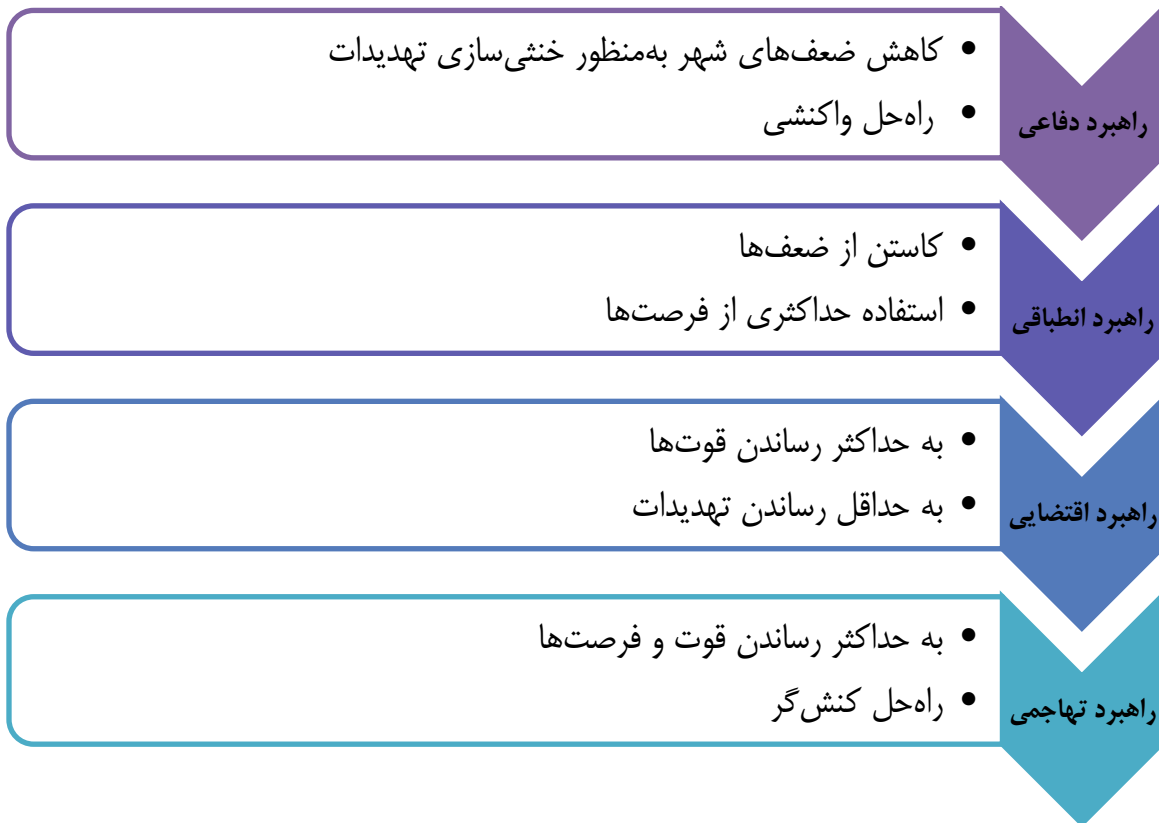 راهبرد دفاعی
• کاهش ضعف‌های شهر به‌منظور خنثی‌سازی تهدیدات
• راه‌حل واکنشی
راهبرد انطباقی
• کاستن از ضعف‌ها
• استفاده حداکثری از فرصت‌ها
راهبرد اقتضایی
• به حداکثر رساندن قوت‌ها
• به حداقل رساندن تهدیدات
راهبرد تهاجمی
• به حداکثر رساندن قوت و فرصت‌ها
• راه‌حل کنش‌گر